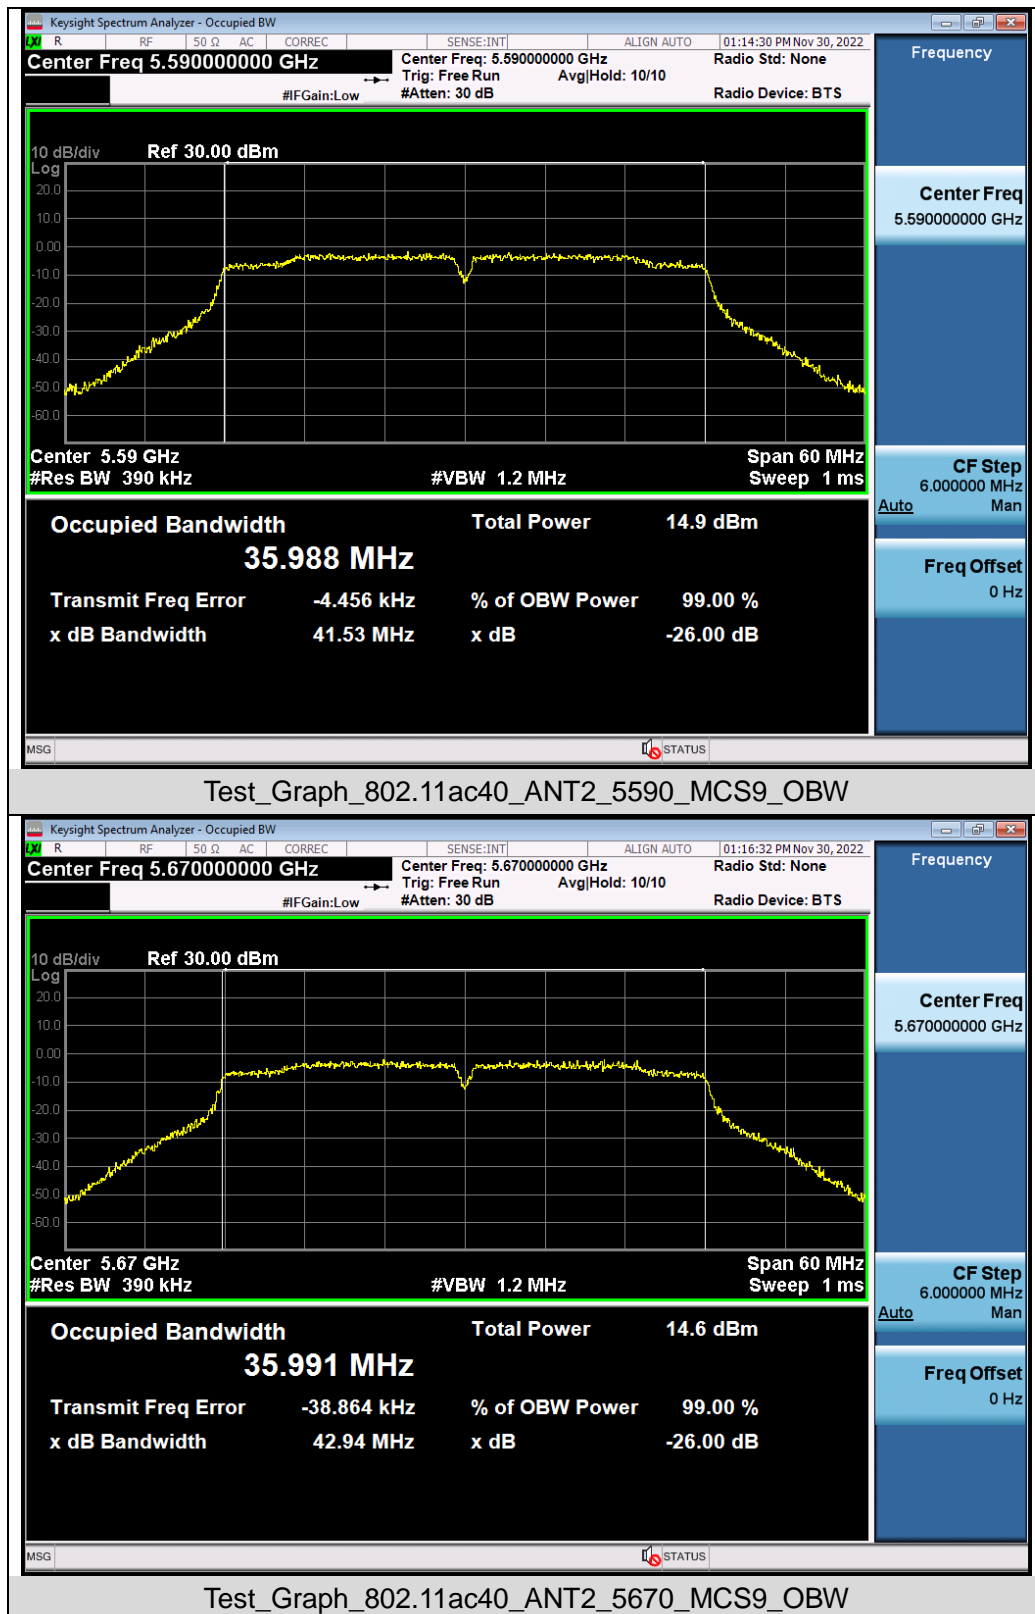 Keysight Spectrum Analyzer - Occupied BW
LXI R RF 50 Ω AC CORREC SENSE:INT ALIGN AUTO 01:14:30 PM Nov 30, 2022
Center Freq 5.590000000 GHz
Center Freq: 5.590000000 GHz
Radio Std: None
Trig: Free Run Avg|Hold: 10/10
#IFGain:Low
#Atten: 30 dB
Radio Device: BTS
Frequency
10 dB/div Ref 30.00 dBm
Log
20.0
10.0
0.00
-10.0
-20.0
-30.0
-40.0
-50.0
-60.0
Center Freq
5.590000000 GHz
Center 5.59 GHz Span 60 MHz
#Res BW 390 kHz #VBW 1.2 MHz Sweep 1 ms
CF Step
6.000000 MHz
Auto Man
Freq Offset
0 Hz
Occupied Bandwidth Total Power 14.9 dBm
35.988 MHz
Transmit Freq Error -4.456 kHz % of OBW Power 99.00 %
x dB Bandwidth 41.53 MHz x dB -26.00 dB
MSG STATUS
Test_Graph_802.11ac40_ANT2_5590_MCS9_OBW
Keysight Spectrum Analyzer - Occupied BW
LXI R RF 50 Ω AC CORREC SENSE:INT ALIGN AUTO 01:16:32 PM Nov 30, 2022
Center Freq 5.670000000 GHz
Center Freq: 5.670000000 GHz
Radio Std: None
Trig: Free Run Avg|Hold: 10/10
#IFGain:Low
#Atten: 30 dB
Radio Device: BTS
Frequency
10 dB/div Ref 30.00 dBm
Log
20.0
10.0
0.00
-10.0
-20.0
-30.0
-40.0
-50.0
-60.0
Center Freq
5.670000000 GHz
Center 5.67 GHz Span 60 MHz
#Res BW 390 kHz #VBW 1.2 MHz Sweep 1 ms
CF Step
6.000000 MHz
Auto Man
Freq Offset
0 Hz
Occupied Bandwidth Total Power 14.6 dBm
35.991 MHz
Transmit Freq Error -38.864 kHz % of OBW Power 99.00 %
x dB Bandwidth 42.94 MHz x dB -26.00 dB
MSG STATUS
Test_Graph_802.11ac40_ANT2_5670_MCS9_OBW